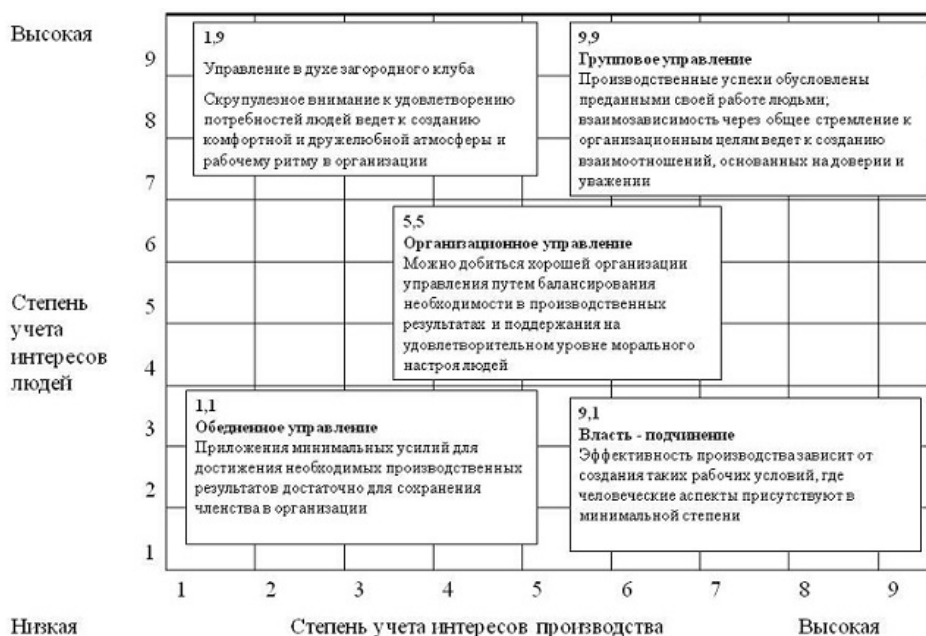 Высокая
9
8
7
6
5
4
3
2
1
Степень
учета
интересов
людей
1,9
Управление в духе загородного клуба
Скрупулезное внимание к удовлетворению
потребностей людей ведет к созданию
комфортной и дружелюбной атмосферы и
рабочему ритму в организации
9,9
Групповое управление
Производственные успехи обусловлены
преданными своей работе людьми;
взаимозависимость через общее стремление к
организационным целям ведет к созданию
взаимоотношений, основанных на доверии и
уважении
5,5
Организационное управление
Можно добиться хорошей организации
управления путем балансирования
необходимости в производственных
результатах и поддержания на
удовлетворительном уровне морального
настроя людей
1,1
Обедненное управление
Приложения минимальных усилий для
достижения необходимых производственных
результатов достаточно для сохранения
членства в организации
9,1
Власть - подчинение
Эффективность производства зависит от
создания таких рабочих условий, где
человеческие аспекты присутствуют в
минимальной степени
1 2 3 4 5 6 7 8 9
Низкая Степень учета интересов производства Высокая